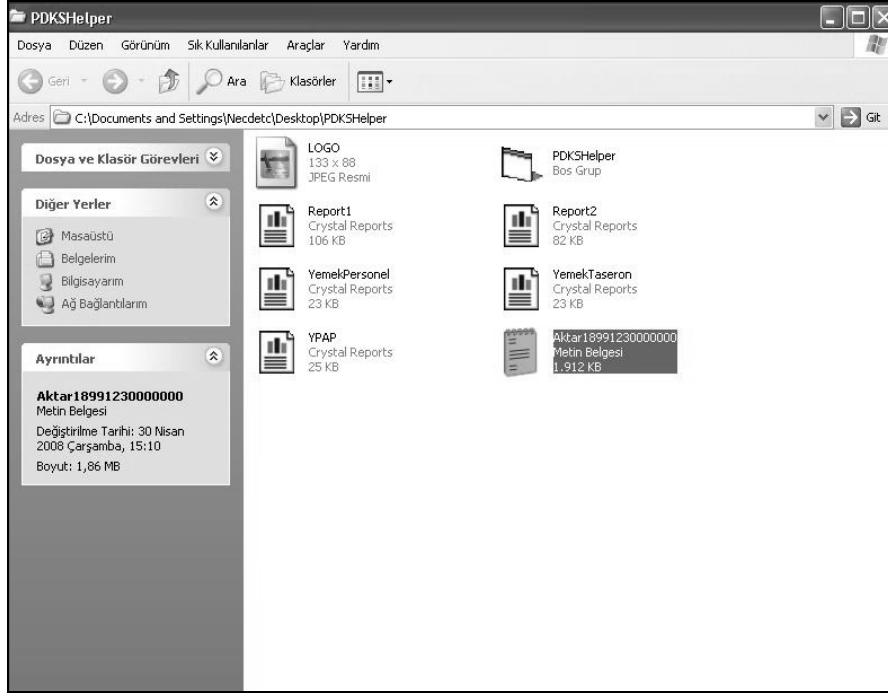 PDKSHelper
Dosya Düzen Görünüm Sık Kullanılanlar Araçlar Yardım
Geri Ara Klasörler
Adres C:\Documents and Settings\Necdetc\Desktop\PDKSHelper Git
Dosya ve Klasör Görevleri
Diğer Yerler
Masaüstü
Belgelerim
Bilgisayarım
Ağ Bağlantılarım
Ayrıntılar
Aktar18991230000000
Metin Belgesi
Değiştirilme Tarihi: 30 Nisan
2008 Çarşamba, 15:10
Boyut: 1,86 MB
LOGO
133 x 88
JPEG Resmi
PDKSHelper
Bos Grup
Report1
Crystal Reports
106 KB
Report2
Crystal Reports
82 KB
YemekPersonel
Crystal Reports
23 KB
YemekTaseron
Crystal Reports
23 KB
YPAP
Crystal Reports
25 KB
Aktar18991230000000
Metin Belgesi
1.912 KB